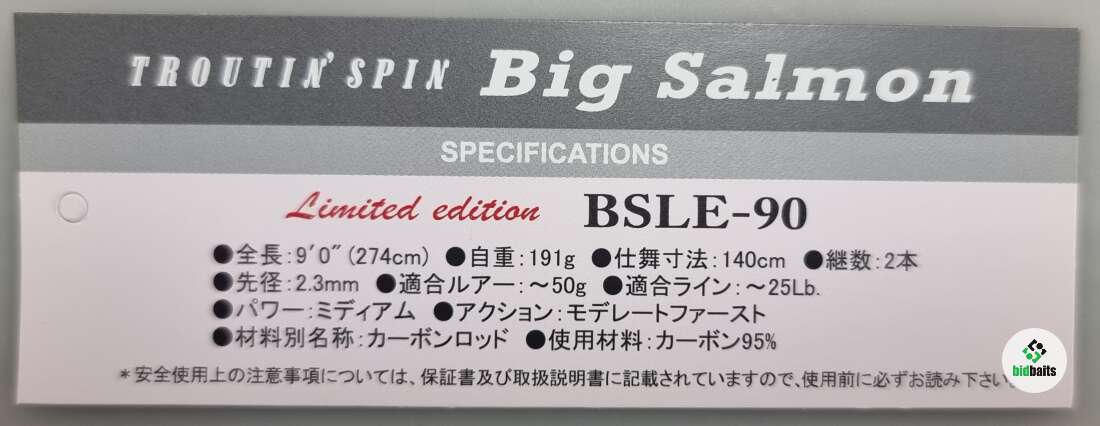 TROUTIN' SPIN Big Salmon
SPECIFICATIONS
Limited edition BSLE-90
●全長:9'0"(274cm) ●自重:191g ●仕舞寸法:140cm ●継数:2本
●先径:2.3mm ●適合ルアー:～50g ●適合ライン:～25Lb.
●パワー:ミディアム ●アクション:モデレートファースト
●材料別名称:カーボンロッド ●使用材料:カーボン95%
*安全使用上の注意事項については、保証書及び取扱説明書に記載されていますので、使用前に必ずお読み下さい
bidbaits